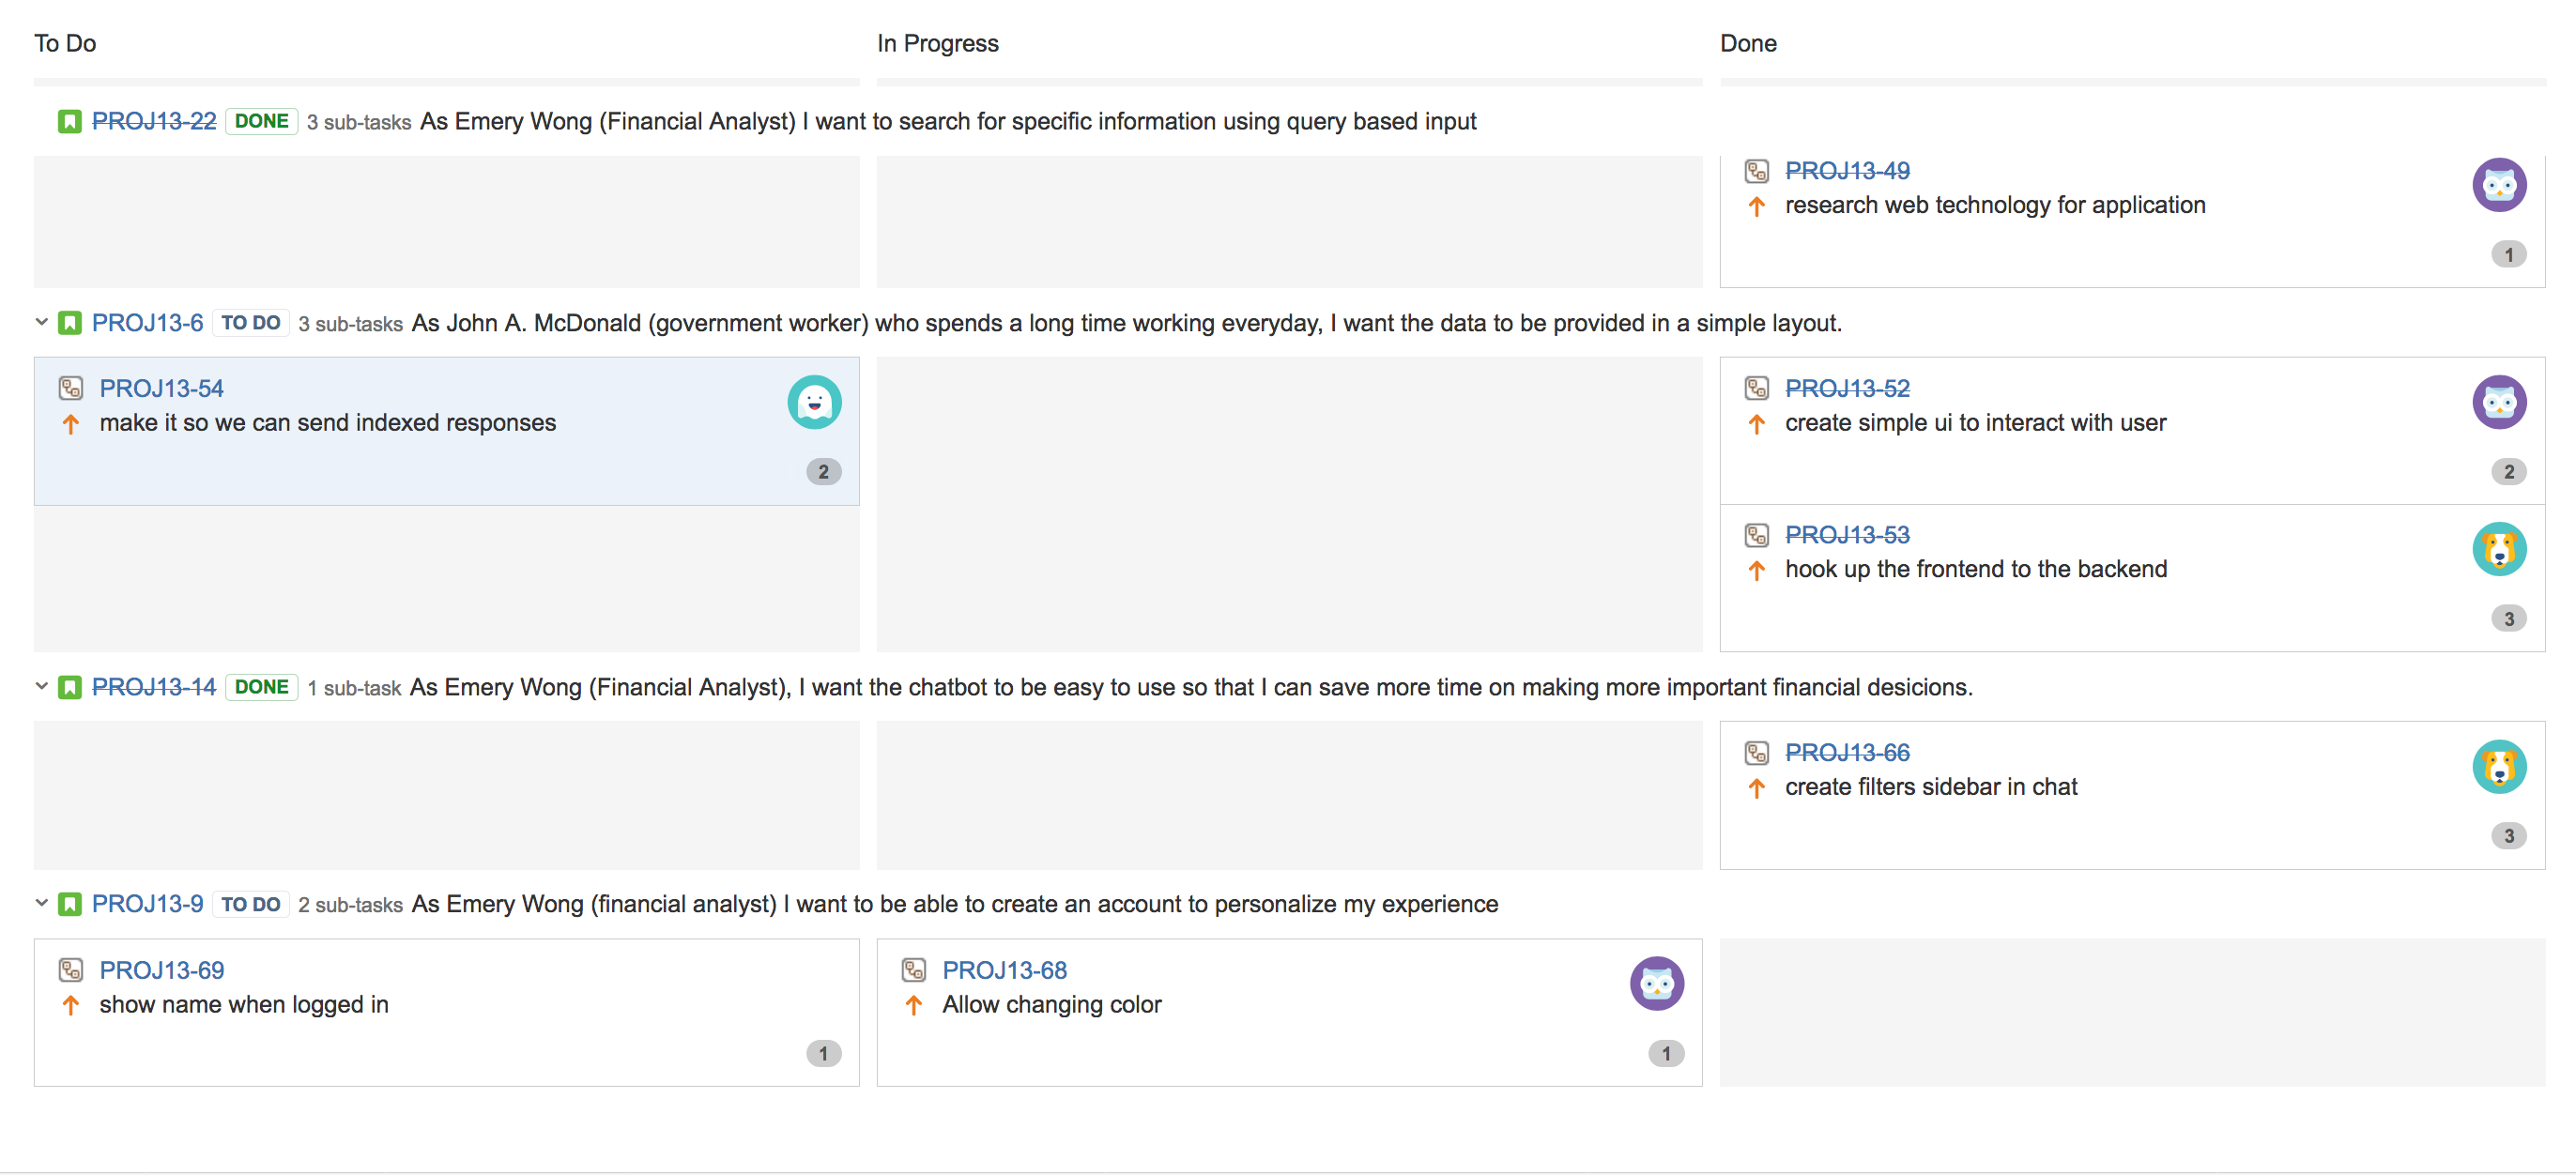 To Do In Progress Done
PROJ13-22 DONE 3 sub-tasks As Emery Wong (Financial Analyst) I want to search for specific information using query based input
PROJ13-49
research web technology for application
1
PROJ13-6 TO DO 3 sub-tasks As John A. McDonald (government worker) who spends a long time working everyday, I want the data to be provided in a simple layout.
PROJ13-54
make it so we can send indexed responses
2
PROJ13-52
create simple ui to interact with user
2
PROJ13-53
hook up the frontend to the backend
3
PROJ13-14 DONE 1 sub-task As Emery Wong (Financial Analyst), I want the chatbot to be easy to use so that I can save more time on making more important financial desicions.
PROJ13-66
create filters sidebar in chat
3
PROJ13-9 TO DO 2 sub-tasks As Emery Wong (financial analyst) I want to be able to create an account to personalize my experience
PROJ13-69
show name when logged in
1
PROJ13-68
Allow changing color
1